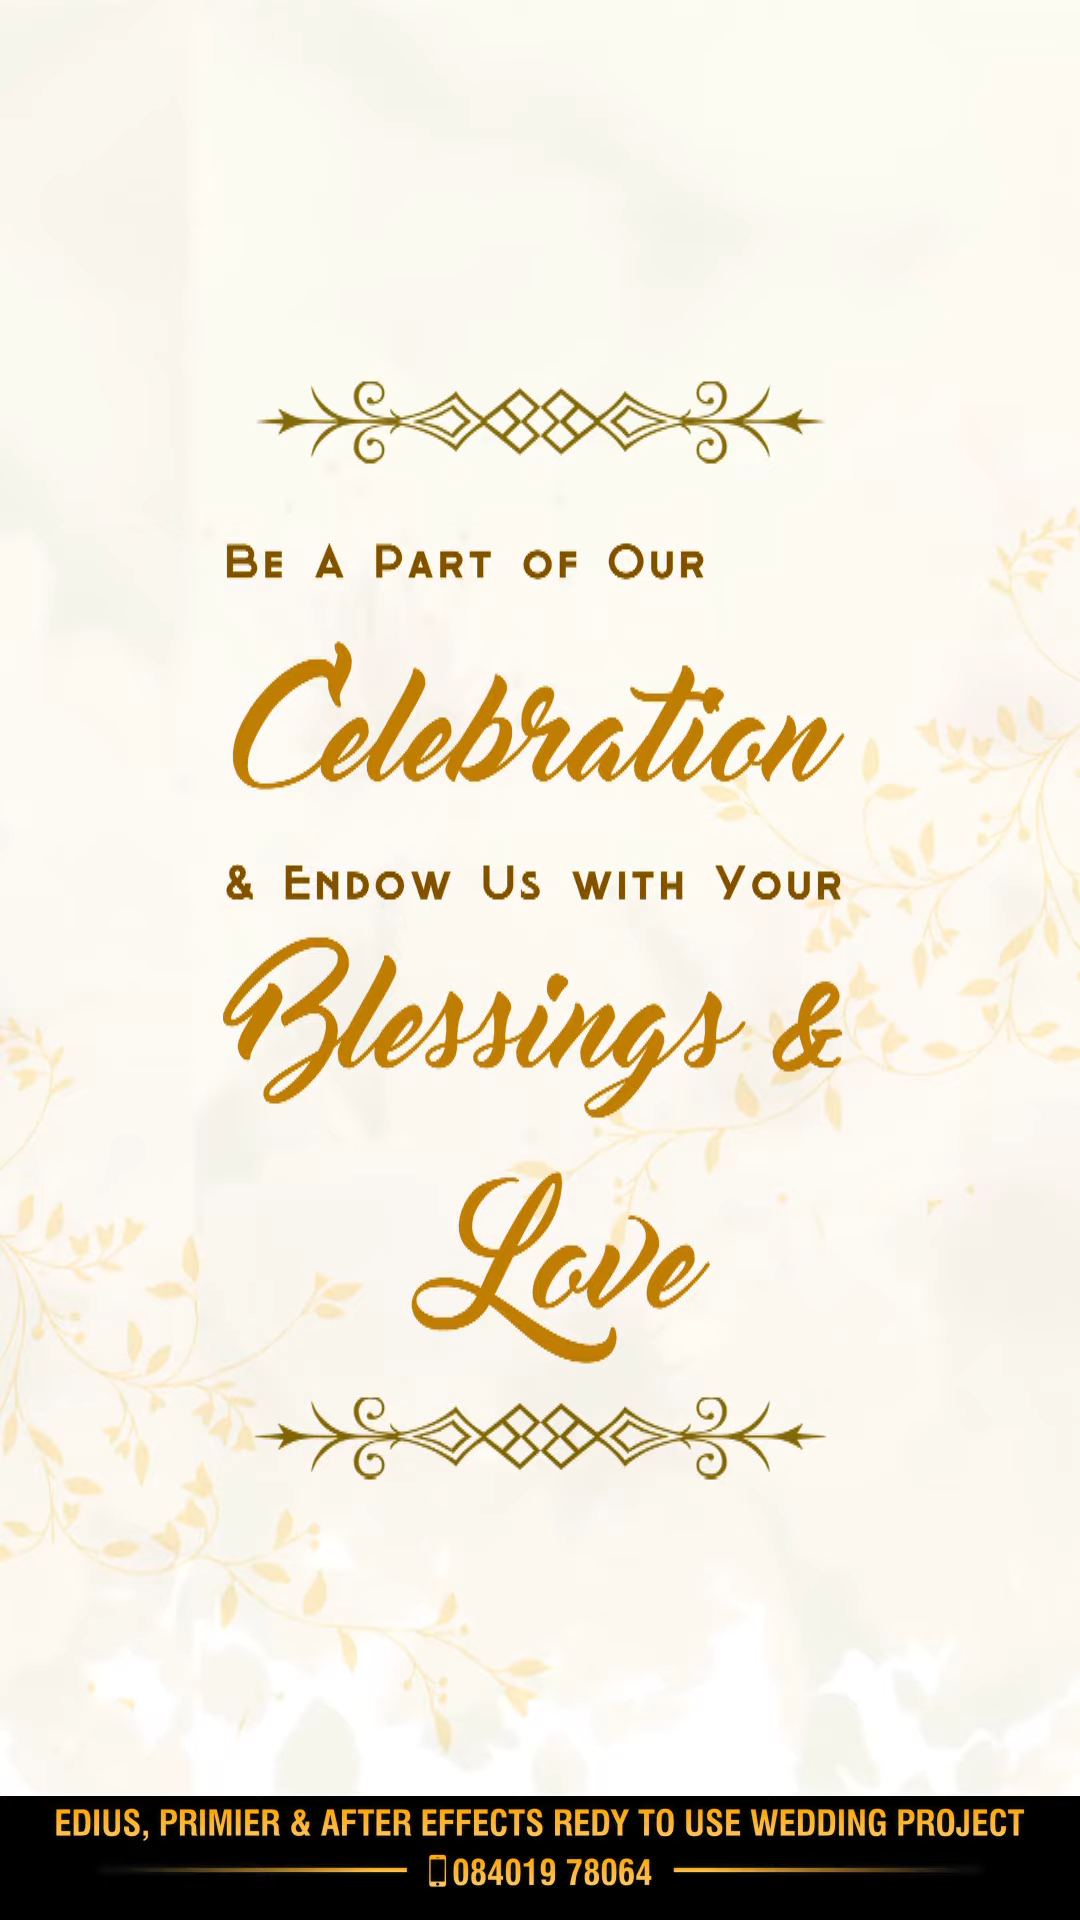 Be A Part of Our
Celebration
& Endow Us with Your
Blessings &
Love
EDIUS, PRIMIER & AFTER EFFECTS REDY TO USE WEDDING PROJECT
084019 78064